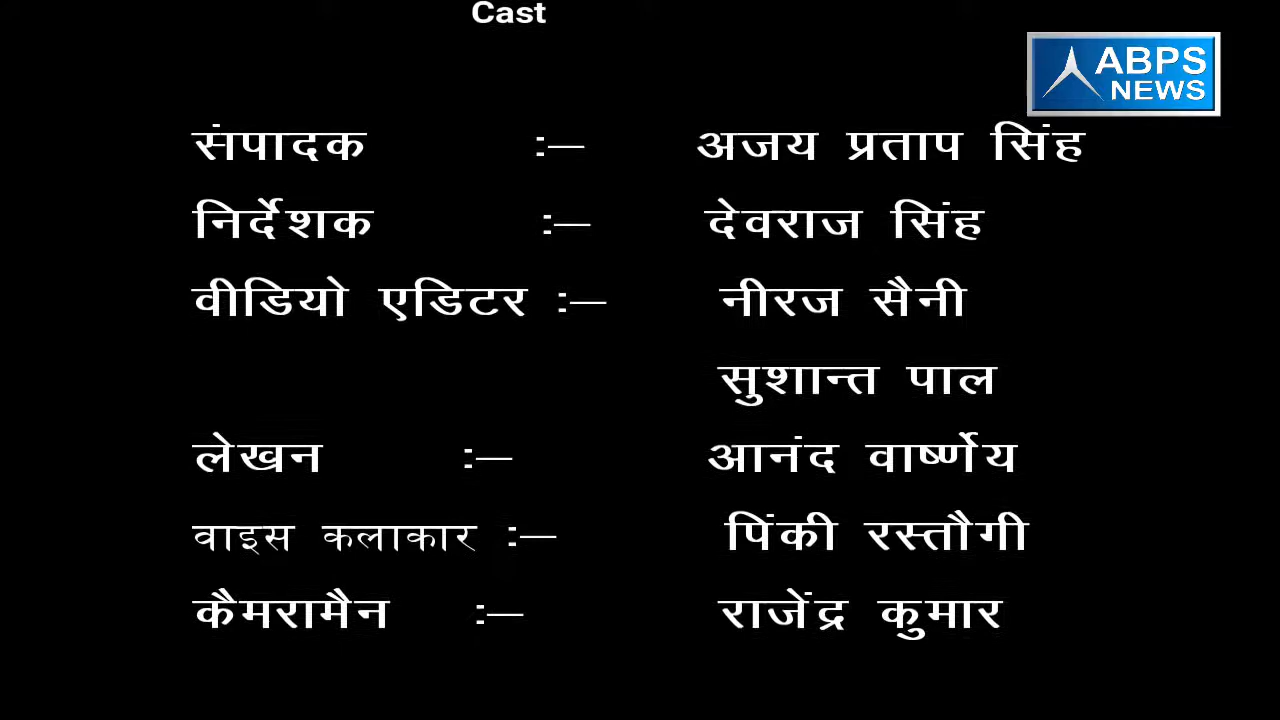 Cast
ABPS
NEWS
संपादक :— अजय प्रताप सिंह
निर्देशक :— देवराज सिंह
वीडियो एडिटर :— नीरज सैनी
सुशान्त पाल
लेखन :— आनंद वार्ष्णेय
वाइस कलाकार :— पिंकी रस्तौगी
कैमरामैन :— राजेंद्र कुमार